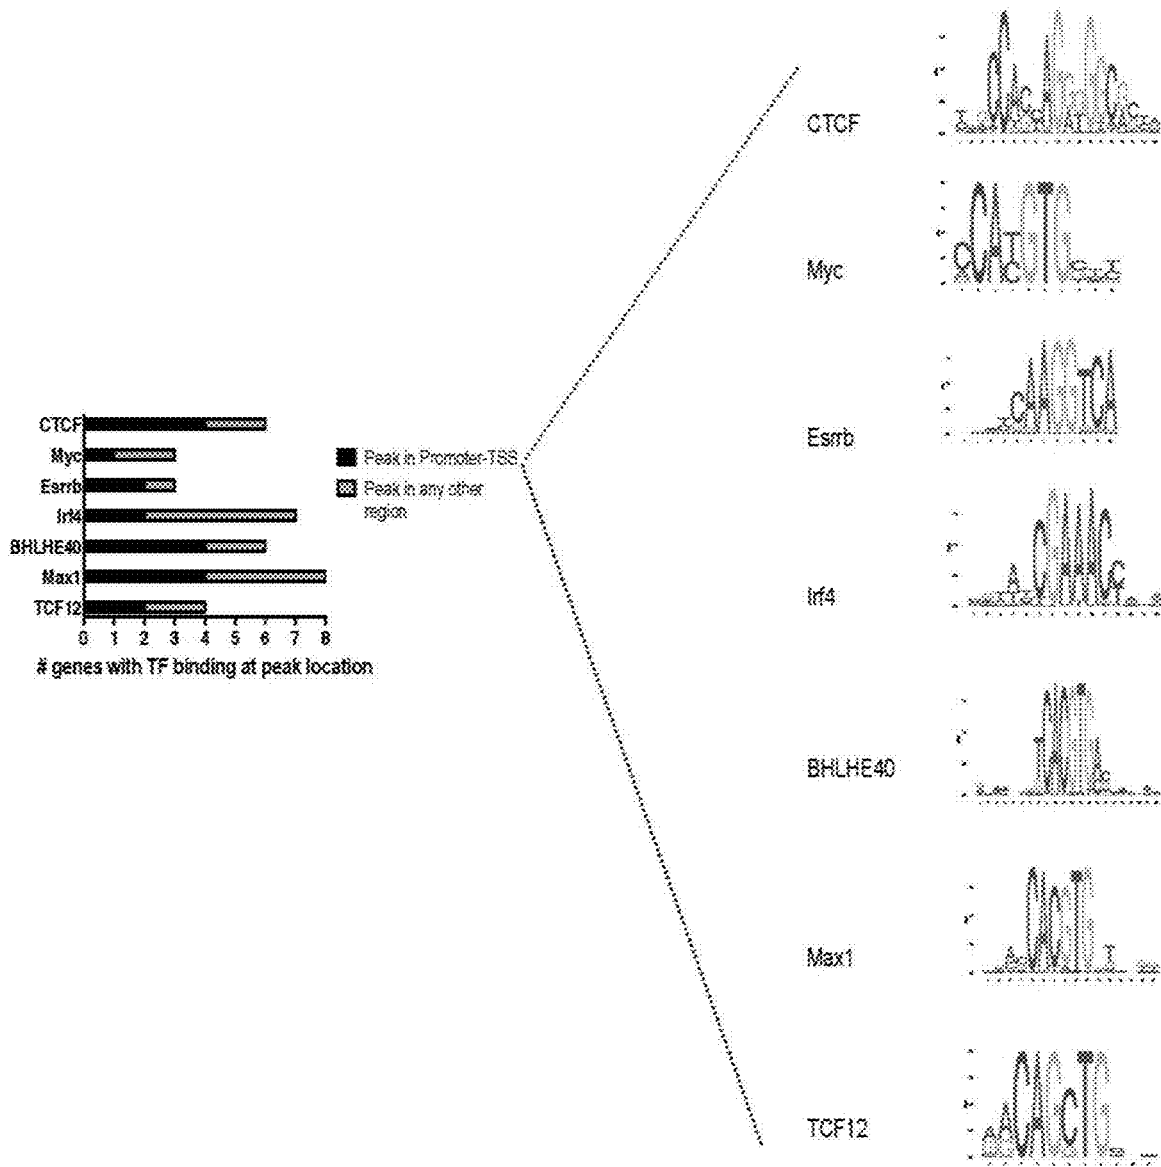 CTCF
Myc
Esrrb
Irf4
BHLHE40
Max1
TCF12
0 1 2 3 4 5 6 7 8
# genes with TF binding at peak location
Peak in Promoter-TSS
Peak in any other
region
CTCF
Myc
Esrrb
Irf4
BHLHE40
Max1
TCF12